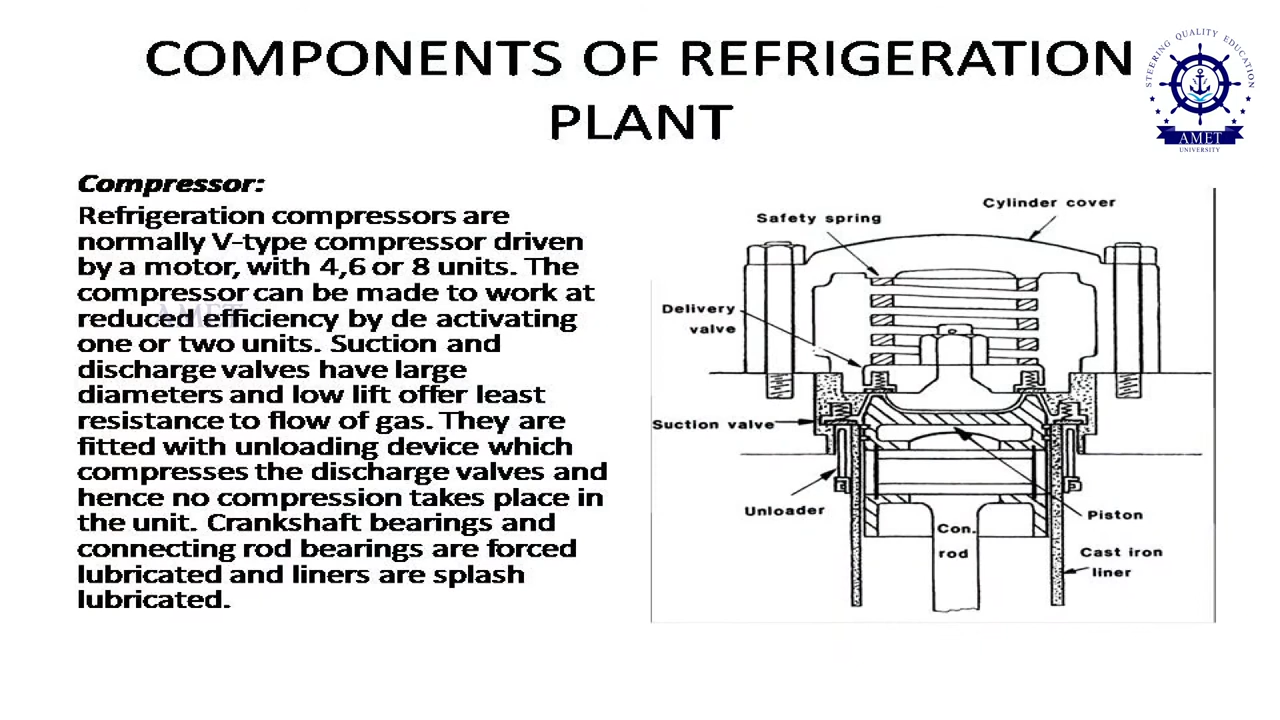 COMPONENTS OF REFRIGERATION
PLANT
STEERING QUALITY EDUCATION
AMET
UNIVERSITY
Compressor:
Refrigeration compressors are
normally V-type compressor driven
by a motor, with 4,6 or 8 units. The
compressor can be made to work at
reduced efficiency by de activating
one or two units. Suction and
discharge valves have large
diameters and low lift offer least
resistance to flow of gas. They are
fitted with unloading device which
compresses the discharge valves and
hence no compression takes place in
the unit. Crankshaft bearings and
connecting rod bearings are forced
lubricated and liners are splash
lubricated.
AMET
Cylinder cover
Safety spring
Delivery
valve
Suction valve
Unloader
Piston
Con.
rod
Cast iron
liner